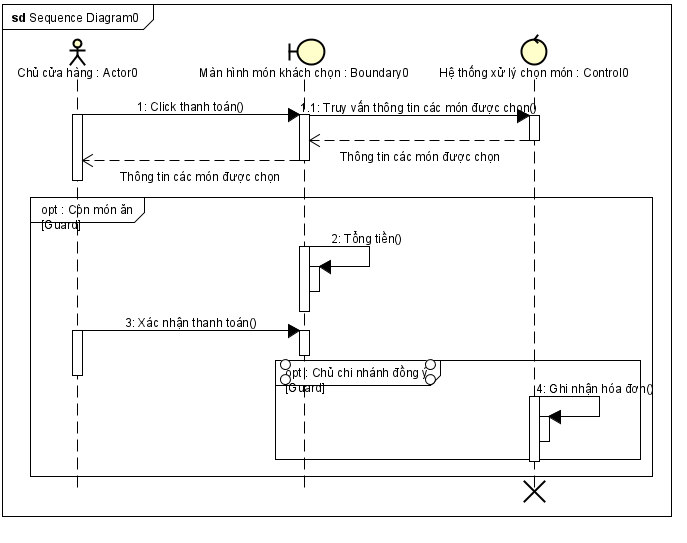 sd Sequence Diagram0
Chủ cửa hàng : Actor0
Màn hình món khách chọn : Boundary0
Hệ thống xử lý chọn món : Control0
1: Click thanh toán()
1.1: Truy vấn thông tin các món được chọn()
Thông tin các món được chọn
Thông tin các món được chọn
opt : Còn món ăn
[Guard]
2: Tổng tiền()
3: Xác nhận thanh toán()
opt : Chủ chi nhánh đồng ý
[Guard]
4: Ghi nhận hóa đơn()